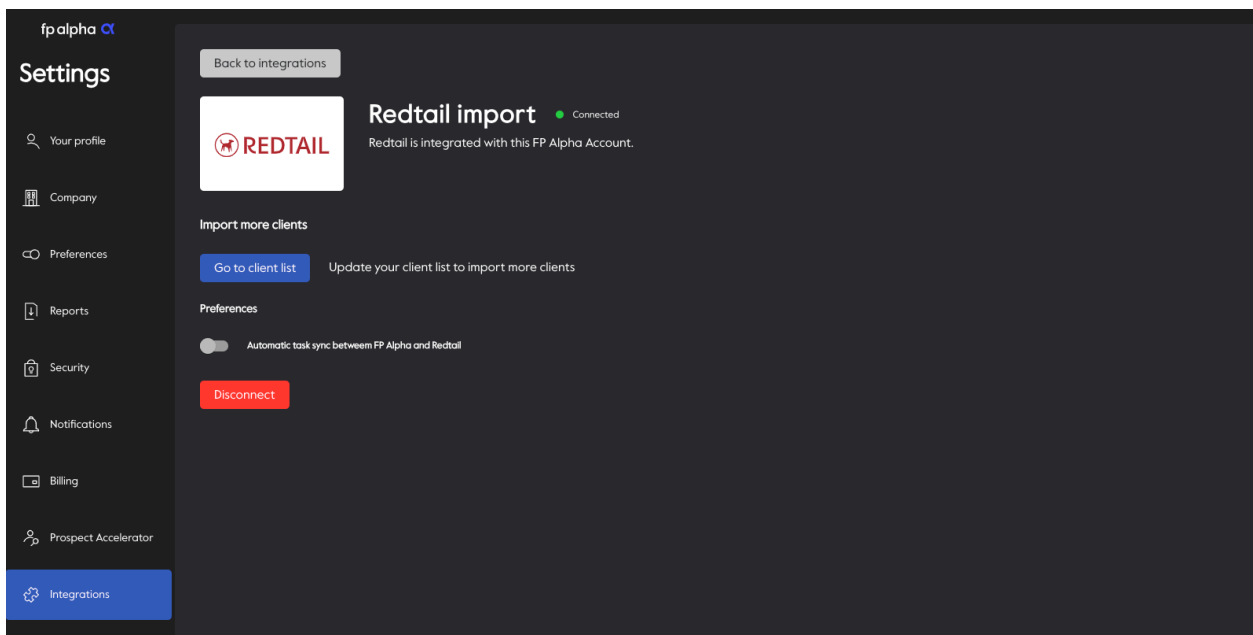 fp alpha
Settings
Your profile
Company
Preferences
Reports
Security
Notifications
Billing
Prospect Accelerator
Integrations
Back to integrations
REDTAIL
Redtail import
Connected
Redtail is integrated with this FP Alpha Account.
Import more clients
Go to client list
Update your client list to import more clients
Preferences
Automatic task sync betweem FP Alpha and Redtail
Disconnect